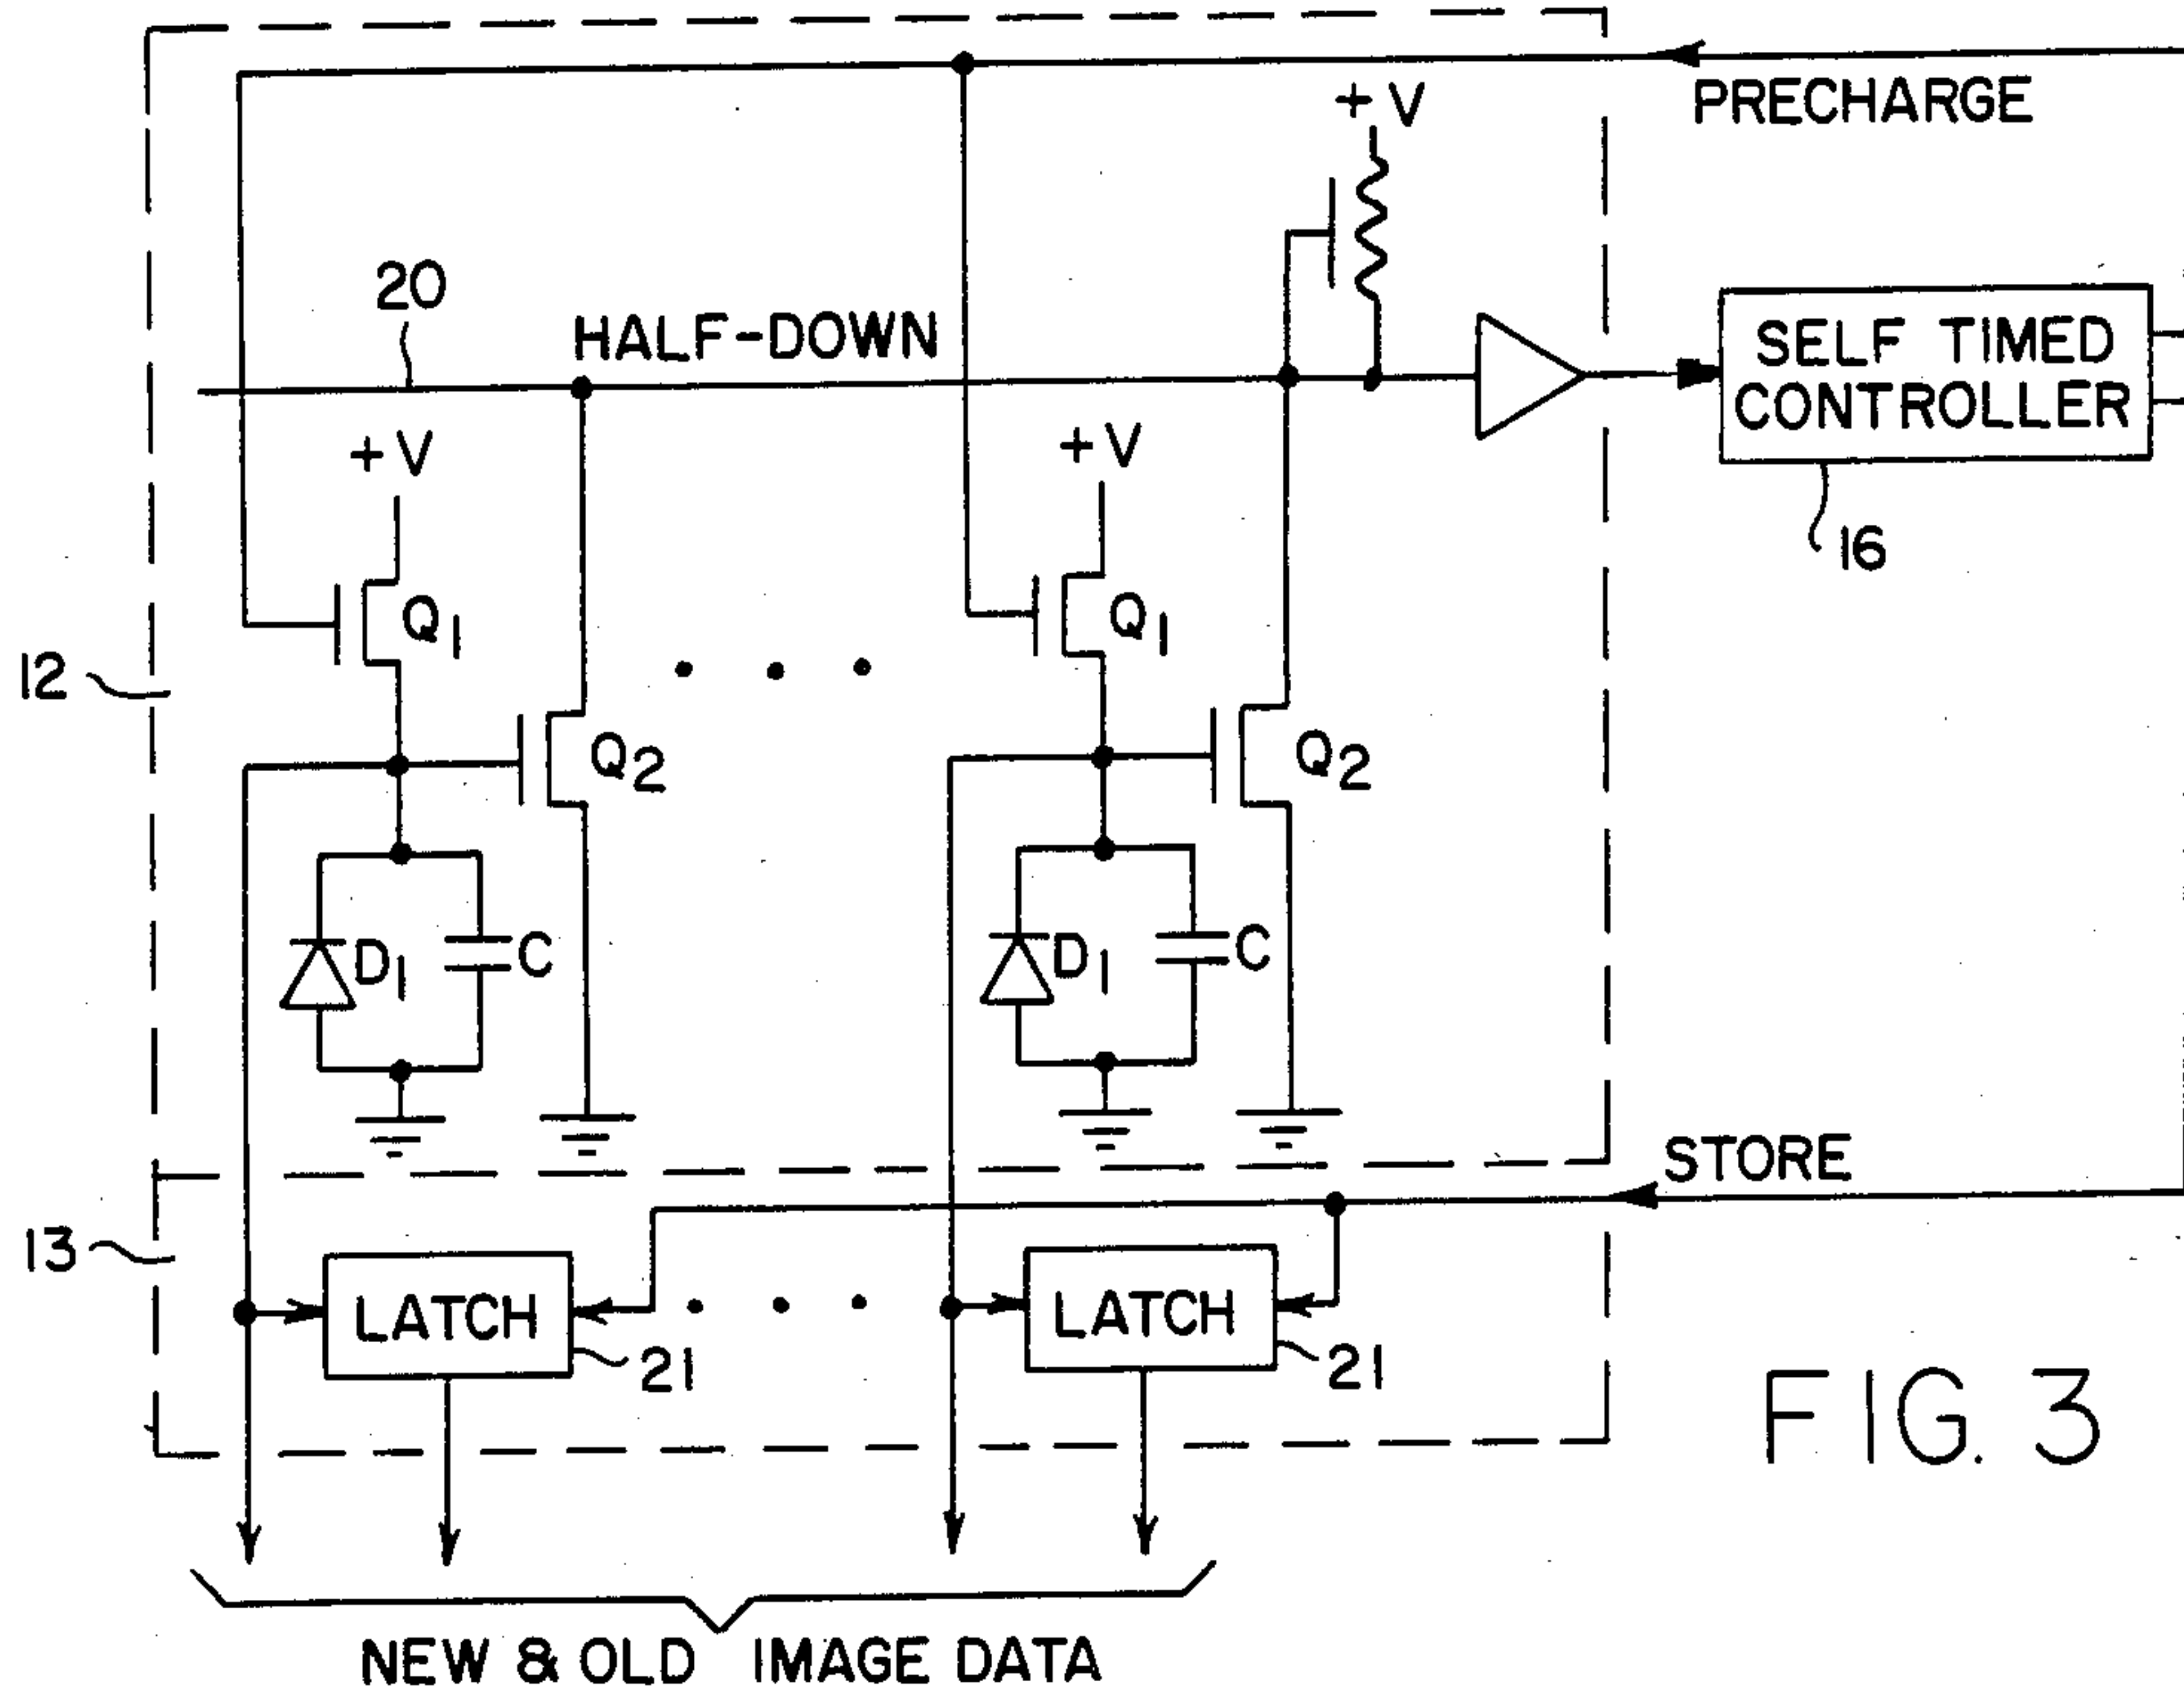 +V
PRECHARGE
20
HALF-DOWN
SELF TIMED
CONTROLLER
+V
+V
16
Q1
Q1
12
Q2
Q2
D1
C
D1
C
STORE
13
LATCH
LATCH
21
21
FIG. 3
NEW & OLD IMAGE DATA